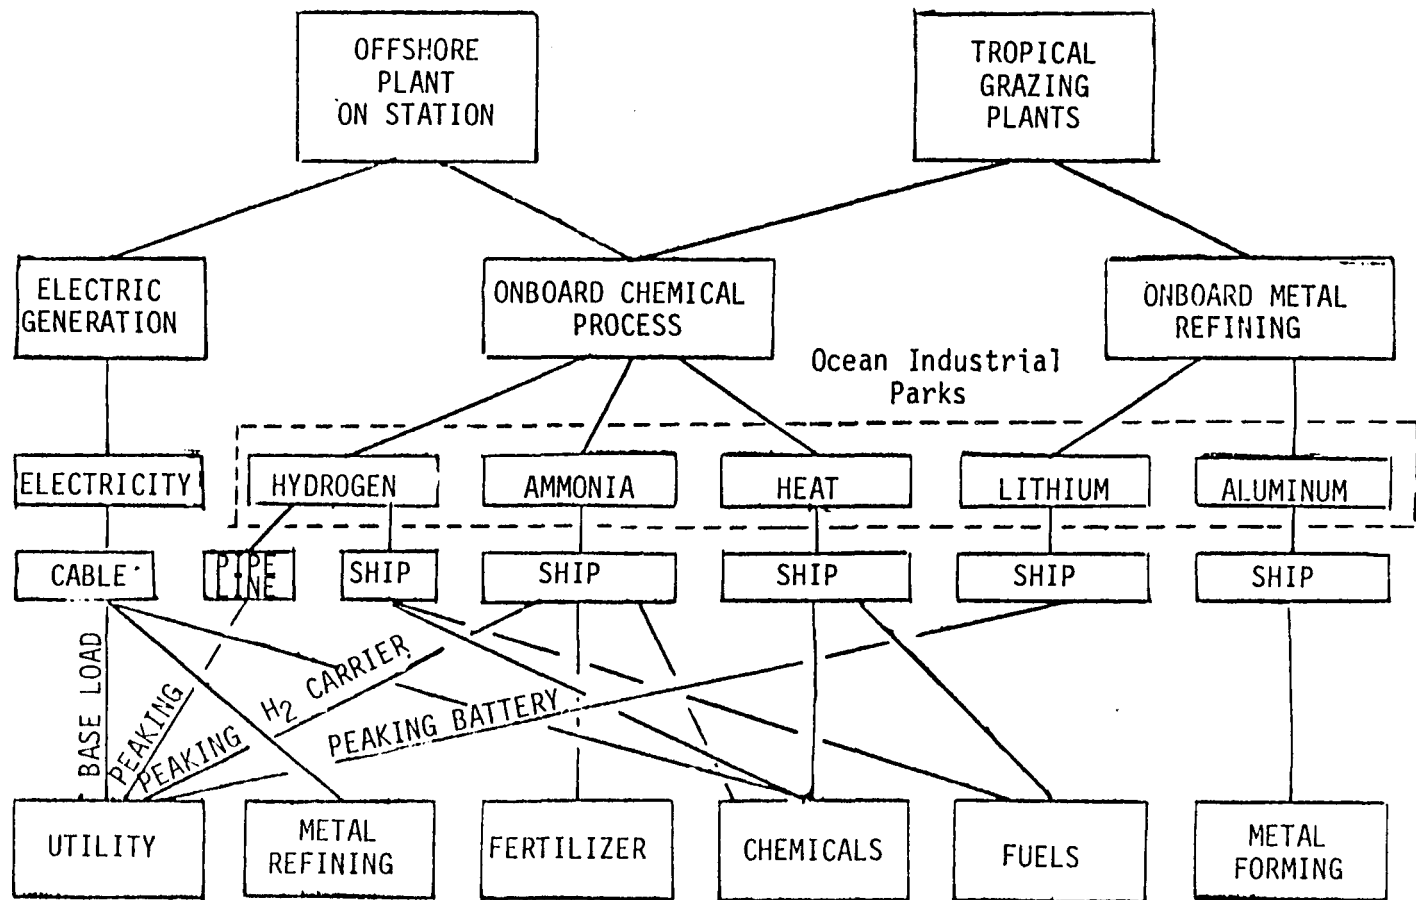 OFFSHORE
PLANT
ON STATION
TROPICAL
GRAZING
PLANTS
ELECTRIC
GENERATION
ONBOARD CHEMICAL
PROCESS
ONBOARD METAL
REFINING
Ocean Industrial
Parks
ELECTRICITY
HYDROGEN
AMMONIA
HEAT
LITHIUM
ALUMINUM
CABLE
PIPE
LINE
SHIP
SHIP
SHIP
SHIP
SHIP
BASE LOAD
PEAKING
PEAKING H2 CARRIER
PEAKING BATTERY
UTILITY
METAL
REFINING
FERTILIZER
CHEMICALS
FUELS
METAL
FORMING